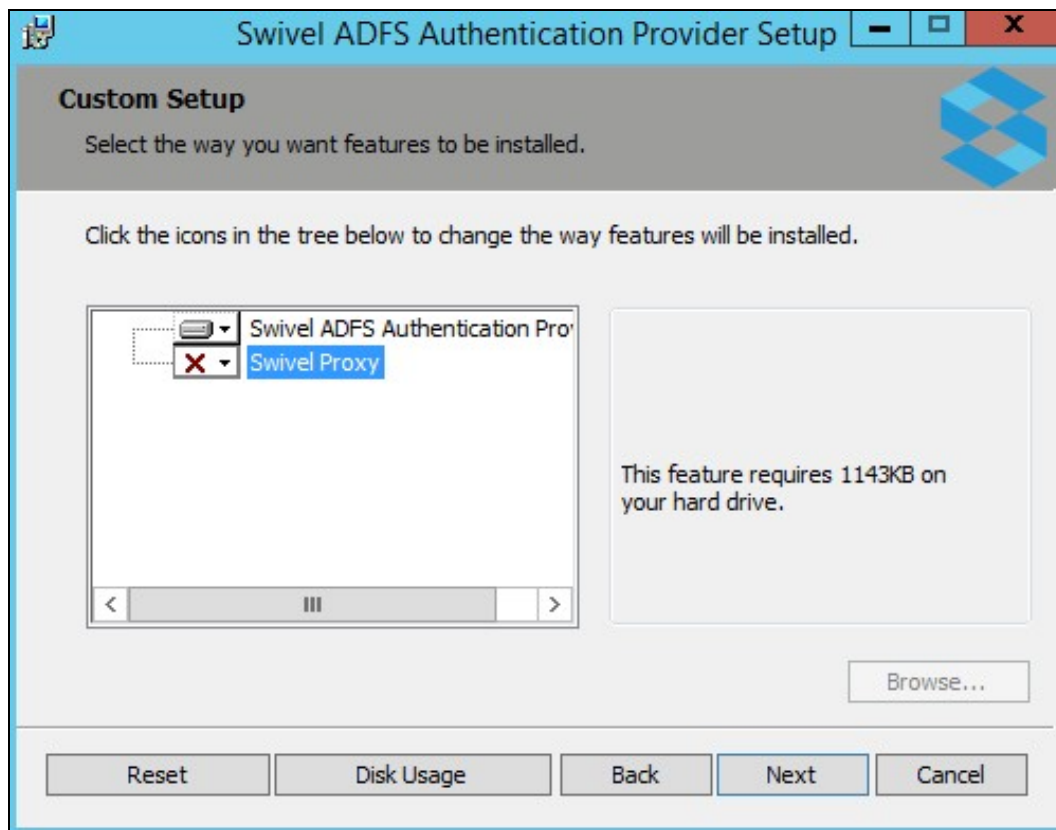 Swivel ADFS Authentication Provider Setup
Custom Setup
Select the way you want features to be installed.
Click the icons in the tree below to change the way features will be installed.
Swivel ADFS Authentication Pro
Swivel Proxy
This feature requires 1143KB on
your hard drive.
Browse...
Reset
Disk Usage
Back
Next
Cancel